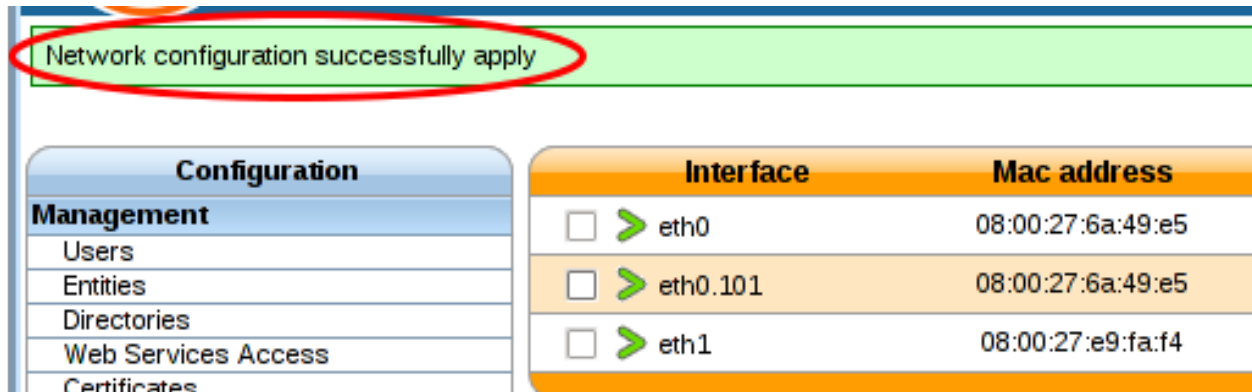 Network configuration successfully apply
Configuration
Management
Users
Entities
Directories
Web Services Access
Certificates
Interface Mac address
eth0 08:00:27:6a:49:e5
eth0.101 08:00:27:6a:49:e5
eth1 08:00:27:e9:fa:f4